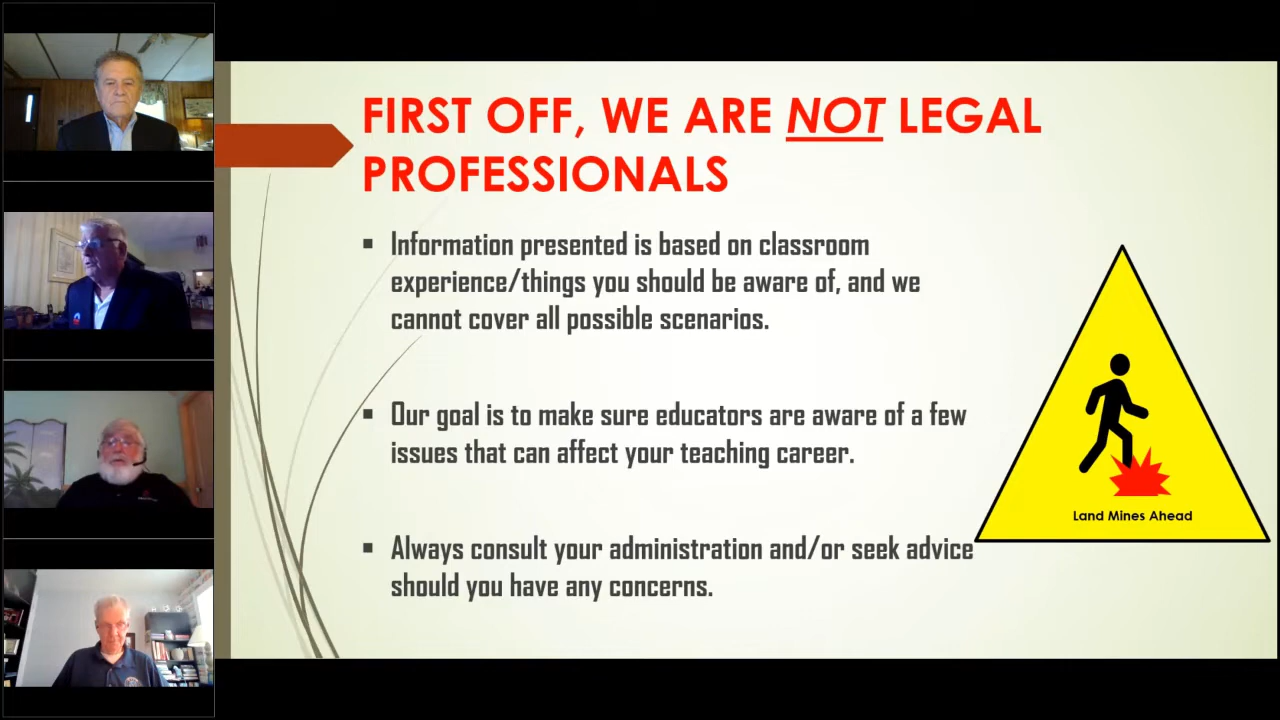 FIRST OFF, WE ARE NOT LEGAL
PROFESSIONALS
Information presented is based on classroom
experience/things you should be aware of, and we
cannot cover all possible scenarios.
Our goal is to make sure educators are aware of a few
issues that can affect your teaching career.
Always consult your administration and/or seek advice
should you have any concerns.
Land Mines Ahead